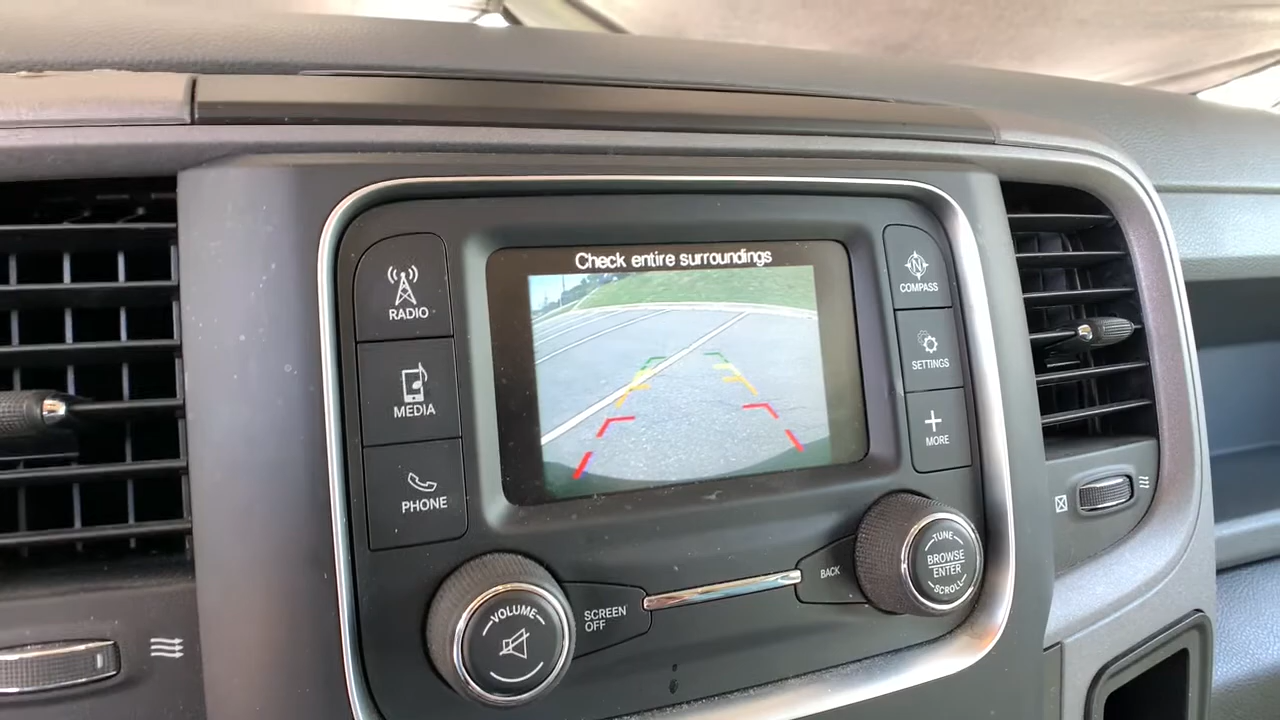 Check entire surroundings
RADIO
MEDIA
PHONE
N
COMPASS
SETTINGS
MORE
VOLUME
SCREEN
OFF
BACK
TUNE
BROWSE
ENTER
SCROLL